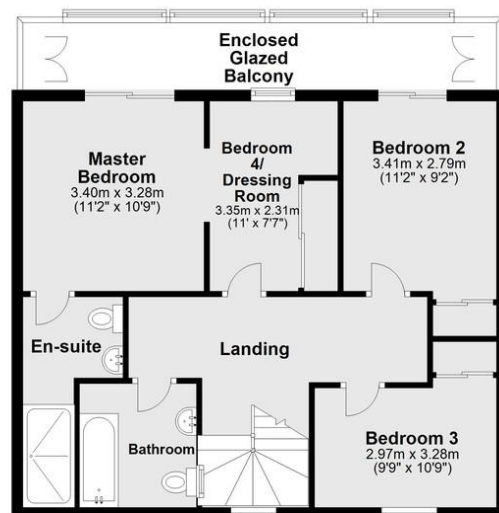 Enclosed
Glazed
Balcony
Master
Bedroom
3.40m x 3.28m
(11'2" x 10'9")
Bedroom
4/
Dressing
Room
3.35m x 2.31m
(11' x 7'7")
Bedroom 2
3.41m x 2.79m
(11'2" x 9'2")
En-suite
Landing
Bathroom
Bedroom 3
2.97m x 3.28m
(9'9" x 10'9")